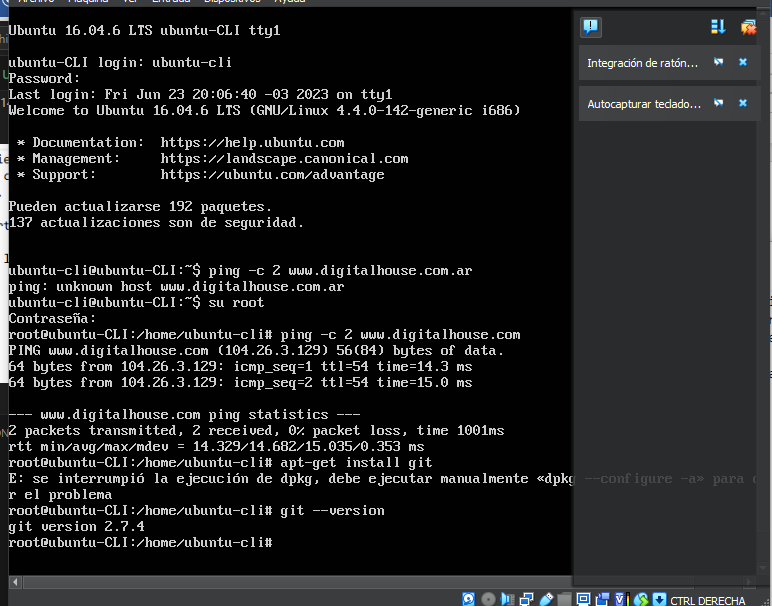 Archivo Máquina Ver Entrada Dispositivos Ayuda
Ubuntu 16.04.6 LTS ubuntu-CLI tty1
ubuntu-CLI login: ubuntu-cli
Password:
Last login: Fri Jun 23 20:06:40 -03 2023 on tty1
Welcome to Ubuntu 16.04.6 LTS (GNU/Linux 4.4.0-142-generic i686)
* Documentation:  https://help.ubuntu.com
* Management:     https://landscape.canonical.com
* Support:        https://ubuntu.com/advantage
Pueden actualizarse 192 paquetes.
137 actualizaciones son de seguridad.
ubuntu-cli@ubuntu-CLI:~$ ping -c 2 www.digitalhouse.com.ar
ping: unknown host www.digitalhouse.com.ar
ubuntu-cli@ubuntu-CLI:~$ su root
Contraseña:
root@ubuntu-CLI:/home/ubuntu-cli# ping -c 2 www.digitalhouse.com
PING www.digitalhouse.com (104.26.3.129) 56(84) bytes of data.
64 bytes from 104.26.3.129: icmp_seq=1 ttl=54 time=14.3 ms
64 bytes from 104.26.3.129: icmp_seq=2 ttl=54 time=15.0 ms
--- www.digitalhouse.com ping statistics ---
2 packets transmitted, 2 received, 0% packet loss, time 1001ms
rtt min/avg/max/mdev = 14.329/14.682/15.035/0.353 ms
root@ubuntu-CLI:/home/ubuntu-cli# apt-get install git
E: se interrumpió la ejecución de dpkg, debe ejecutar manualmente «dpkg --configure -a» para c
r el problema
root@ubuntu-CLI:/home/ubuntu-cli# git --version
git version 2.7.4
root@ubuntu-CLI:/home/ubuntu-cli#
Integración de ratón...
Autocapturar teclado...
CTRL DERECHA